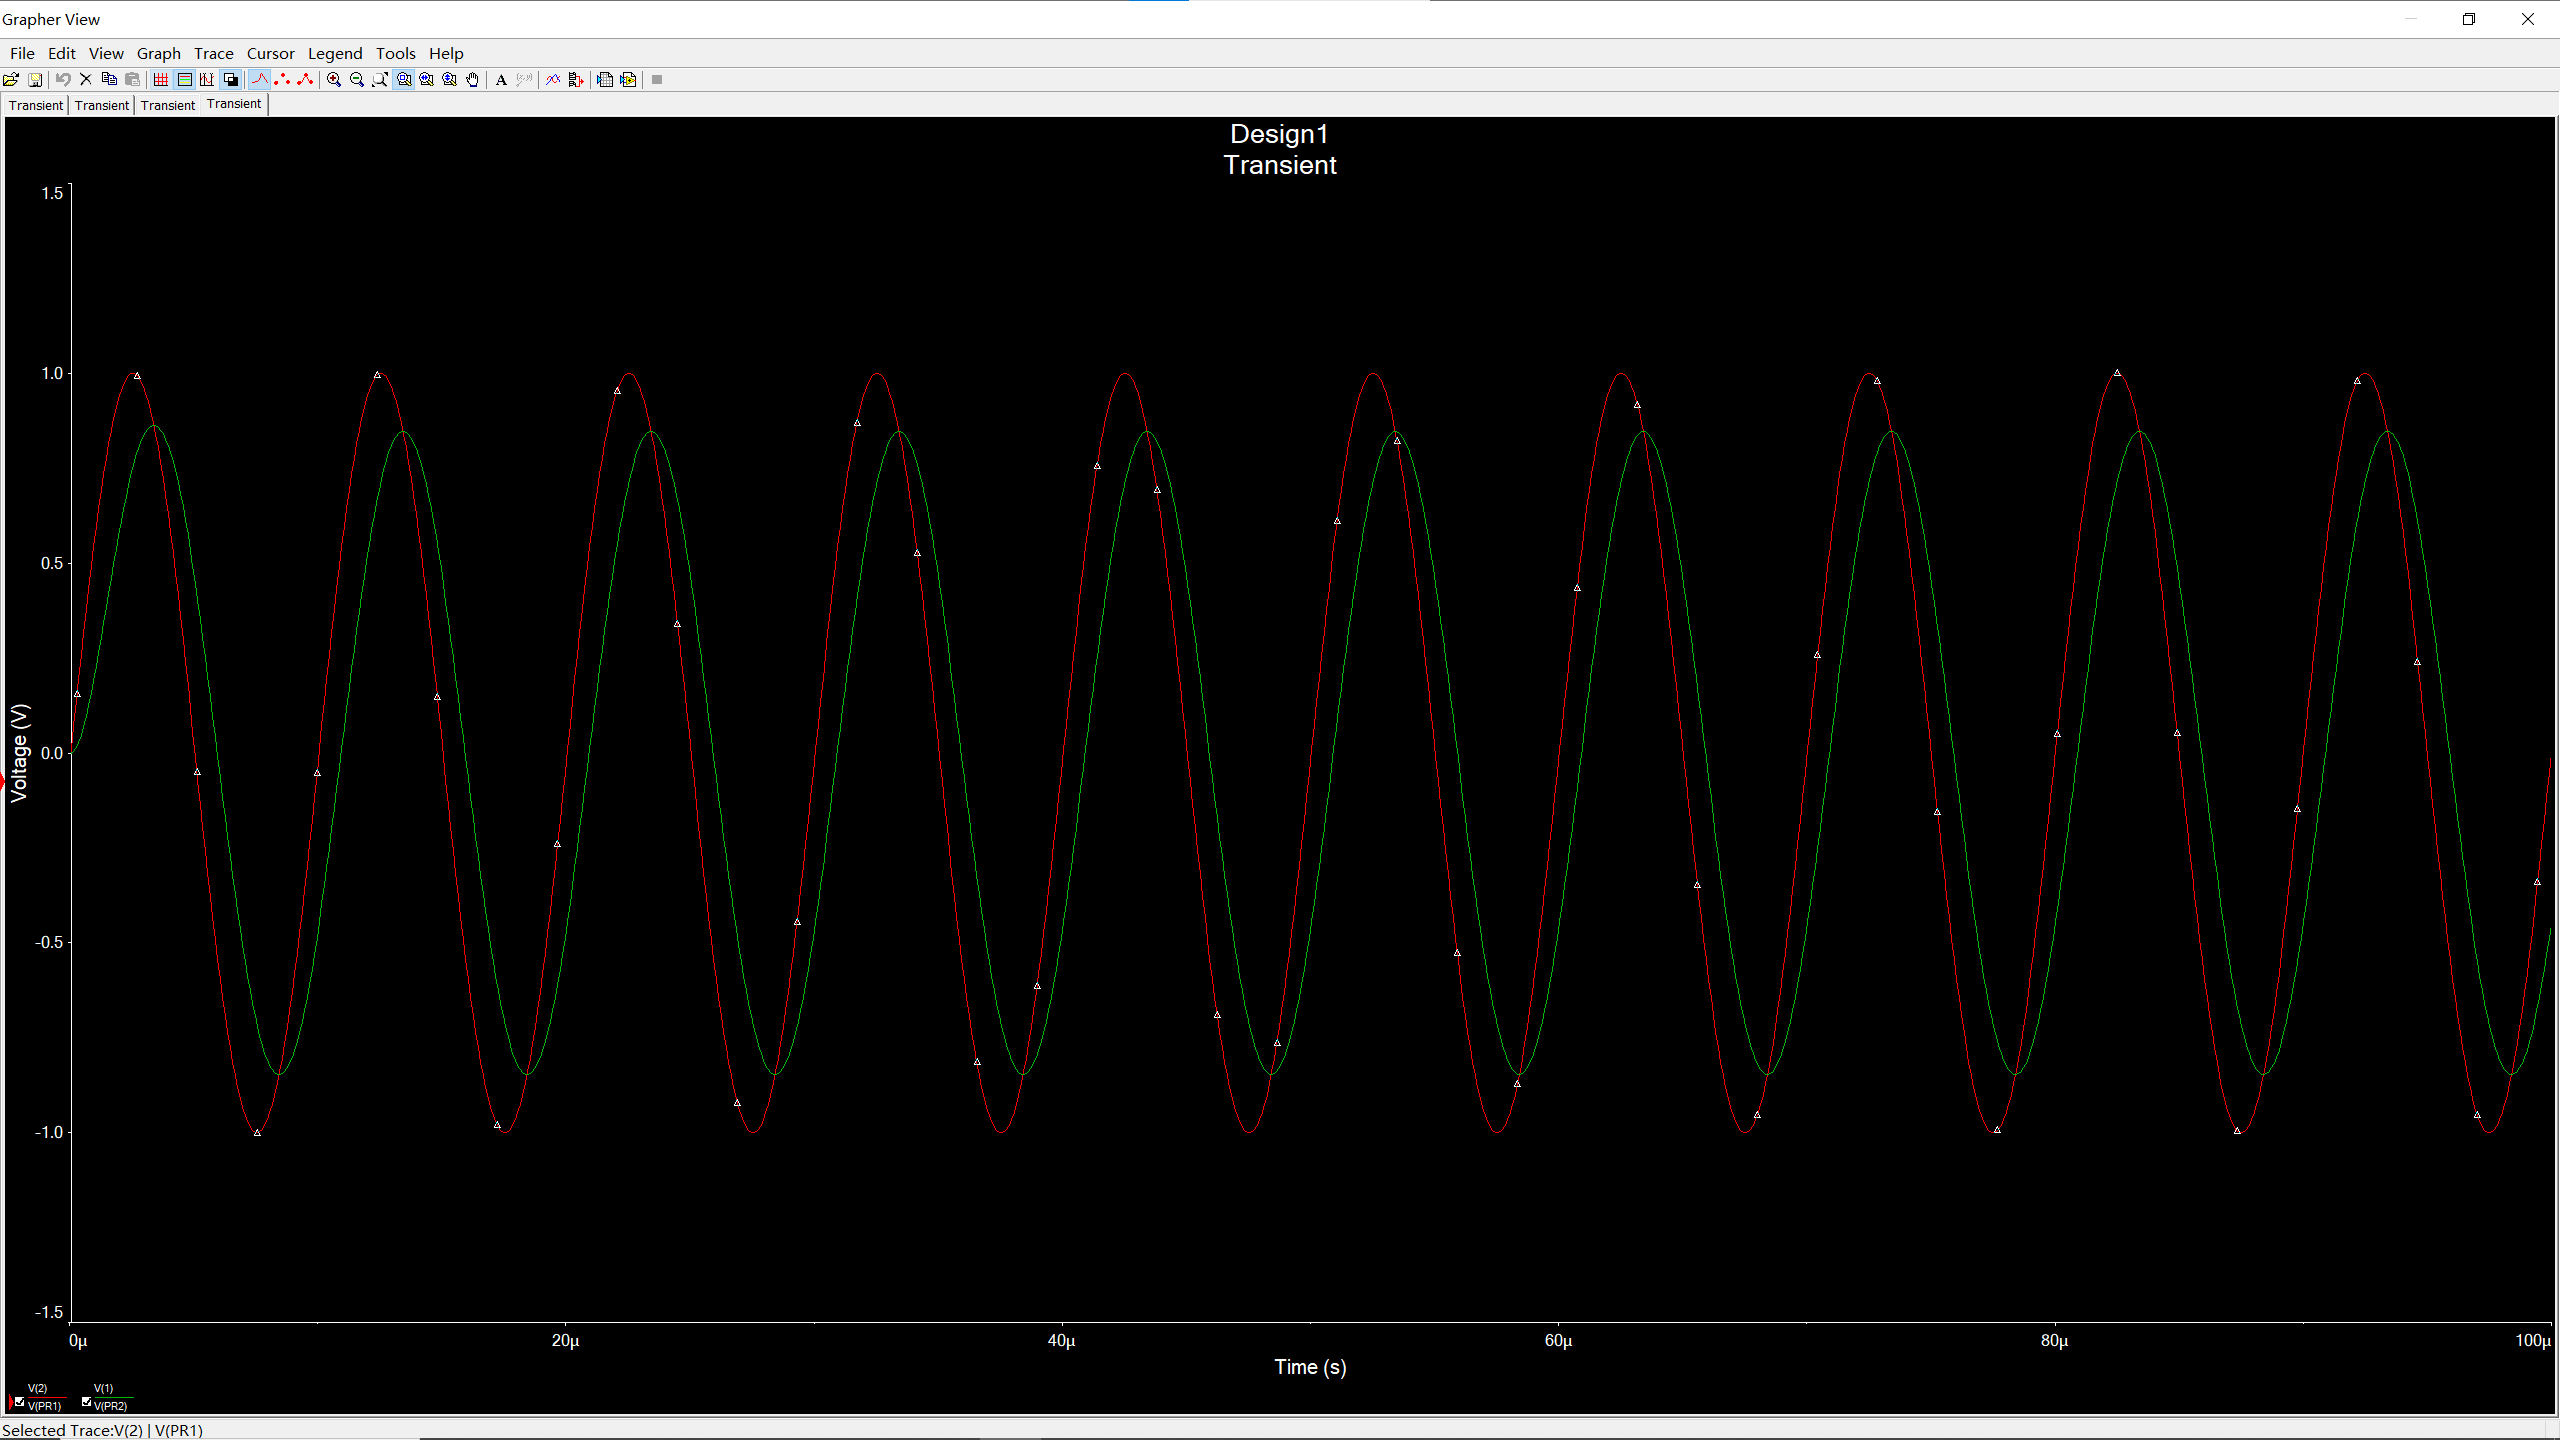 Grapher View
File Edit View Graph Trace Cursor Legend Tools Help
A
Transient Transient Transient Transient
Design1
Transient
1.5
1.0
0.5
0.0
-0.5
-1.0
-1.5
Voltage (V)
0µ 20µ 40µ 60µ 80µ 100µ
Time (s)
V(2) V(1)
V(PR1) V(PR2)
Selected Trace:V(2) | V(PR1)